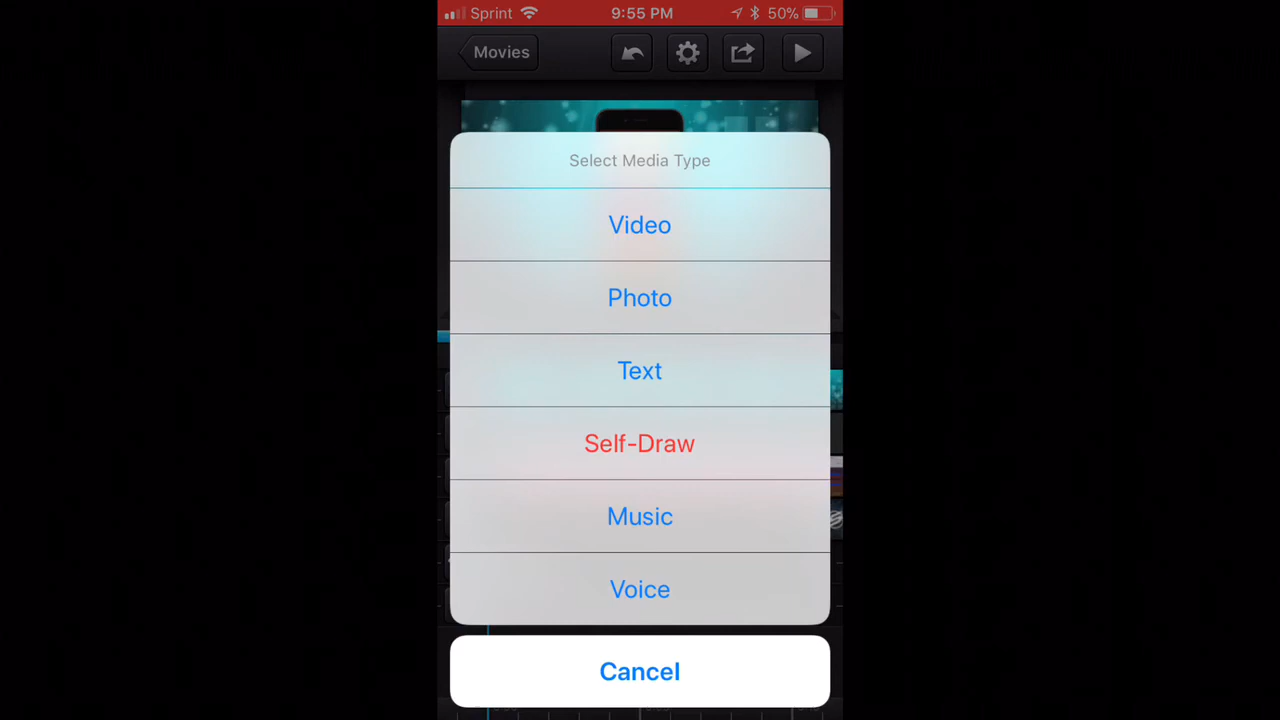 Sprint 9:55 PM 50%
Movies
Select Media Type
Video
Photo
Text
Self-Draw
Music
Voice
Cancel